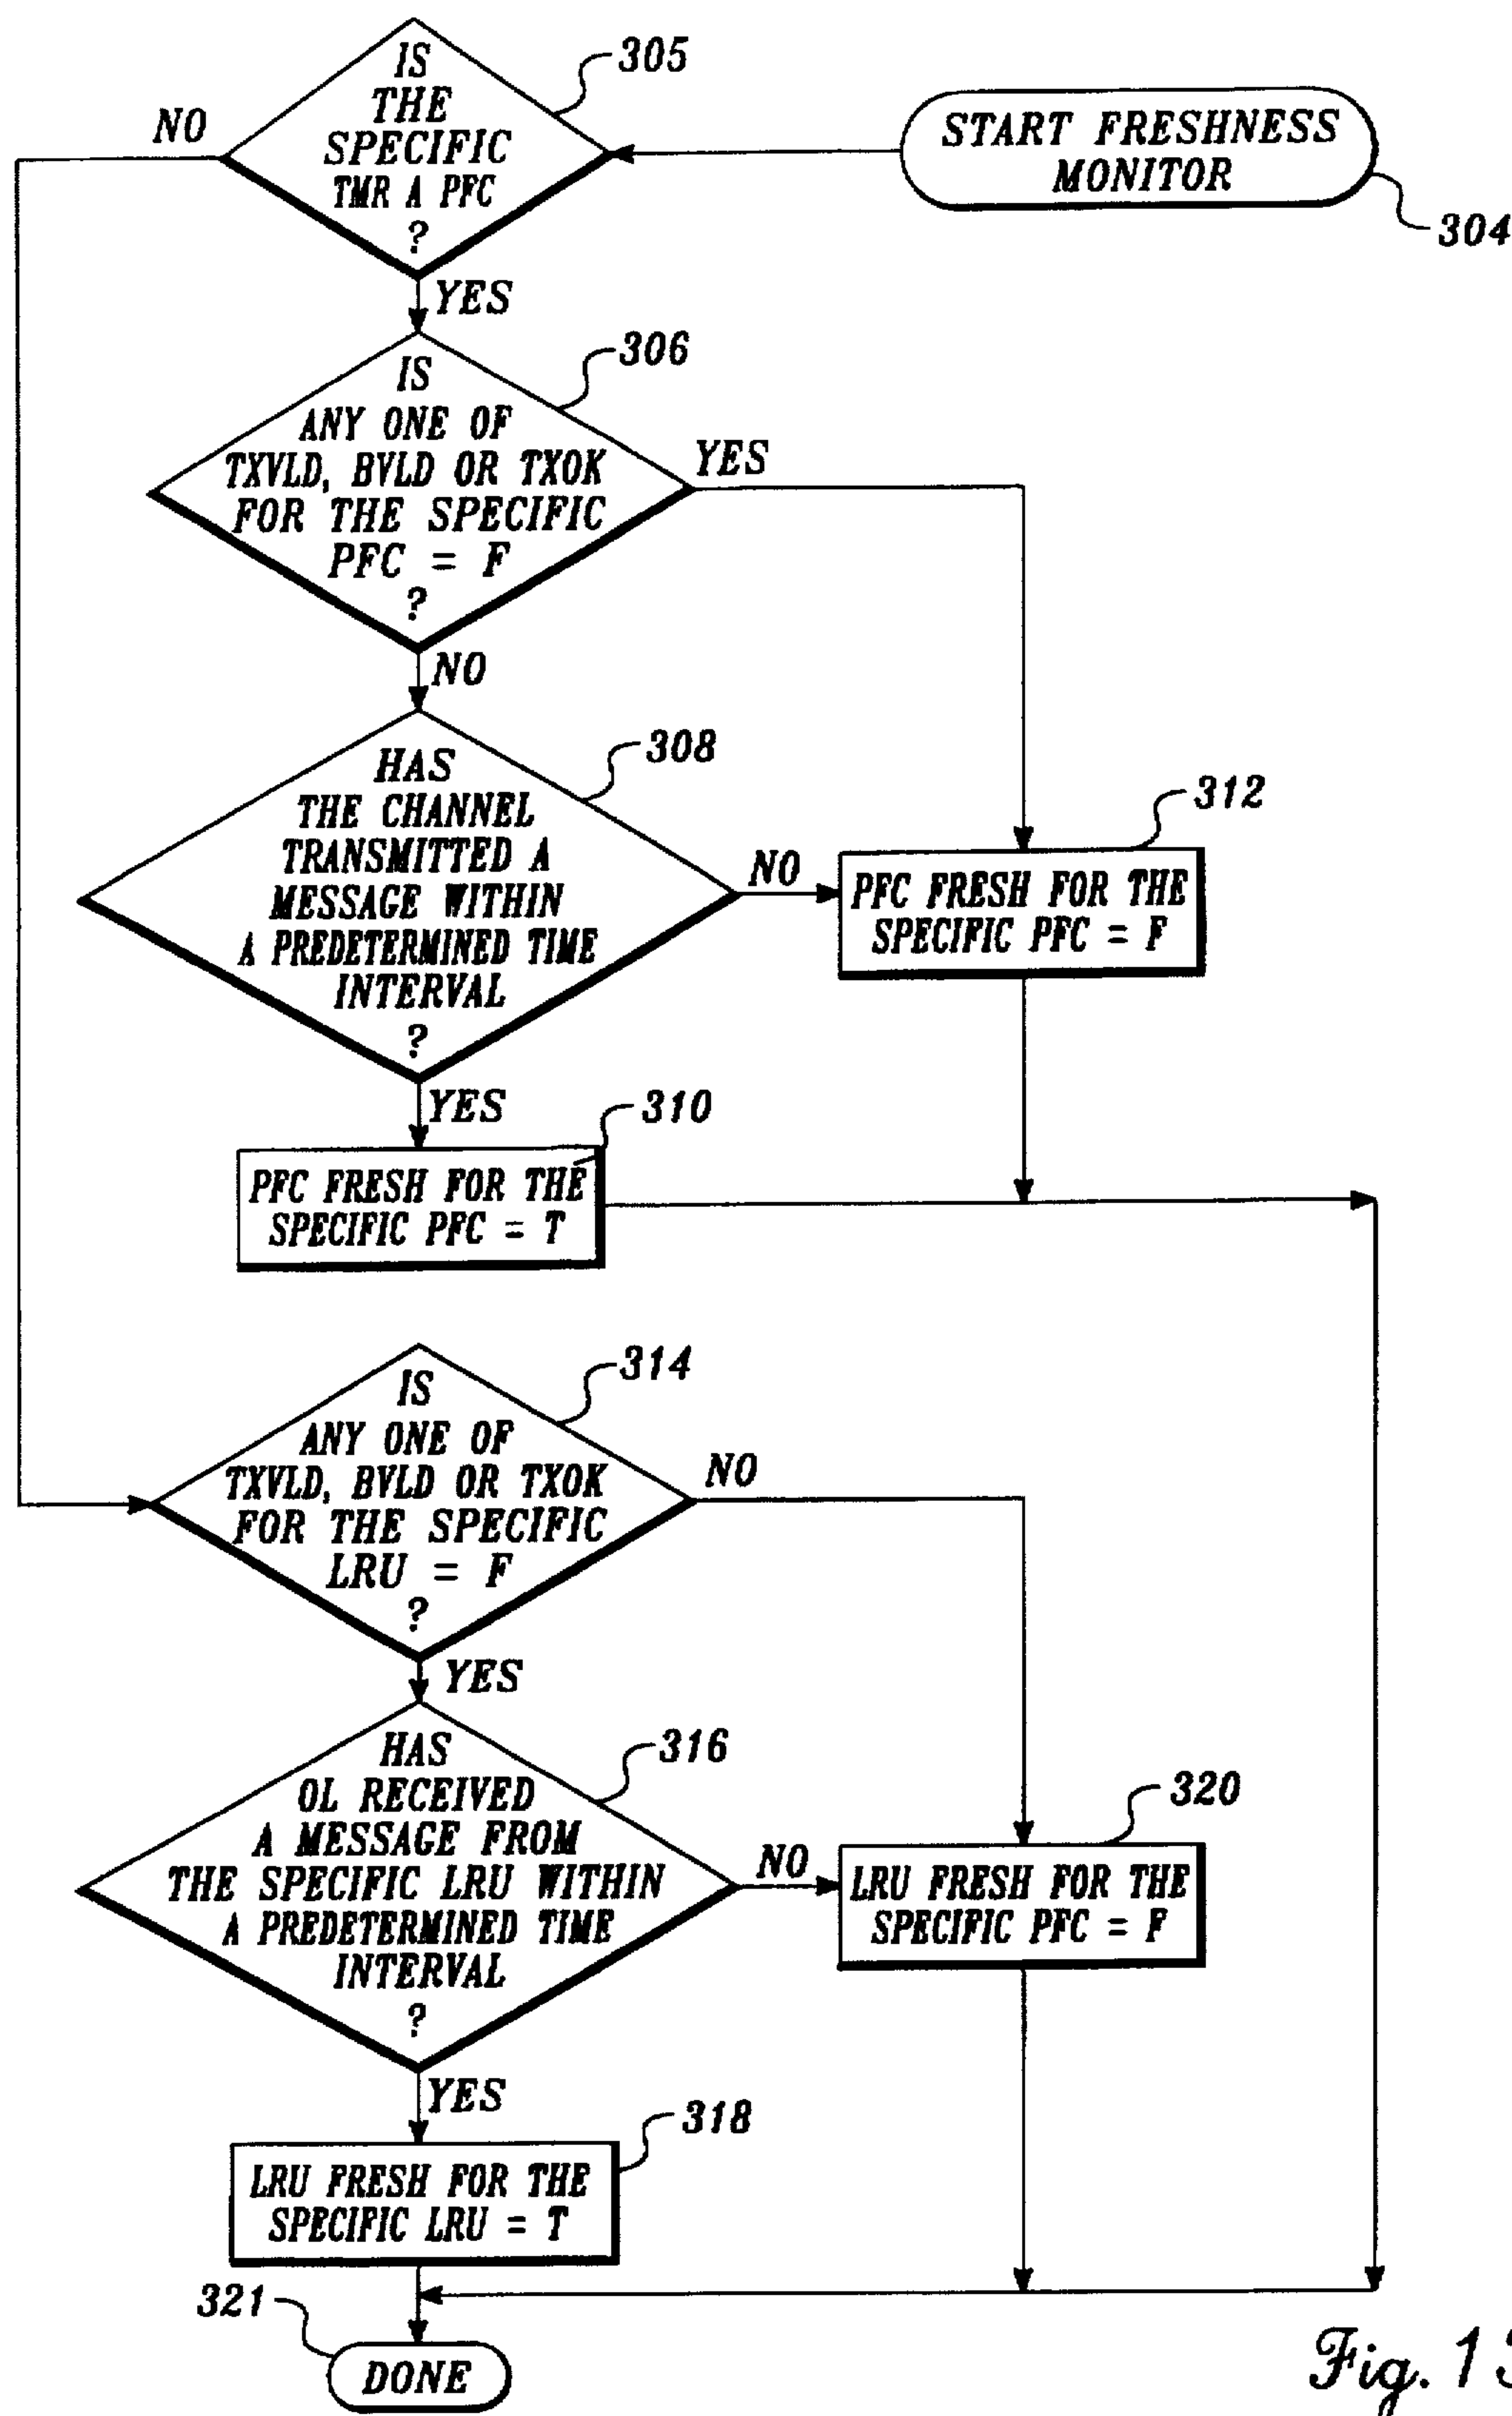 IS
THE
SPECIFIC
TMR A PFC
?
305
NO
YES
START FRESHNESS
MONITOR
304
IS
ANY ONE OF
TXVLD, BVLD OR TXOK
FOR THE SPECIFIC
PFC = F
?
306
YES
NO
HAS
THE CHANNEL
TRANSMITTED A
MESSAGE WITHIN
A PREDETERMINED TIME
INTERVAL
?
308
NO
YES
312
PFC FRESH FOR THE
SPECIFIC PFC = F
310
PFC FRESH FOR THE
SPECIFIC PFC = T
IS
ANY ONE OF
TXVLD, BVLD OR TXOK
FOR THE SPECIFIC
LRU = F
?
314
NO
YES
HAS
OL RECEIVED
A MESSAGE FROM
THE SPECIFIC LRU WITHIN
A PREDETERMINED TIME
INTERVAL
?
316
NO
YES
320
LRU FRESH FOR THE
SPECIFIC PFC = F
318
LRU FRESH FOR THE
SPECIFIC LRU = T
321
DONE
Fig. 13